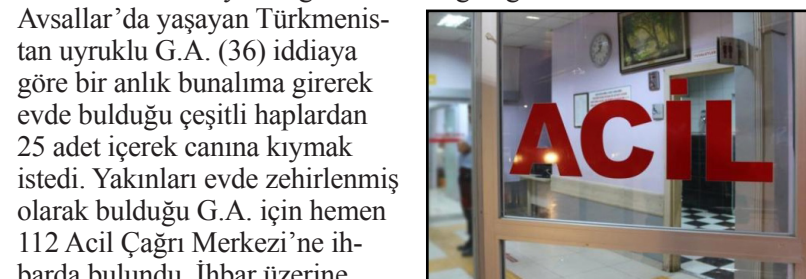 Avsallar’da yaşayan Türkmenis-
tan uyruklu G.A. (36) iddiaya
göre bir anlık bunalıma girerek
evde bulduğu çeşitli haplardan
25 adet içerek canına kıymak
istedi. Yakınları evde zehirlenmiş
olarak bulduğu G.A. için hemen
112 Acil Çağrı Merkezi’ne ih-
barda bulundu. İhbar üzerine
ACİL